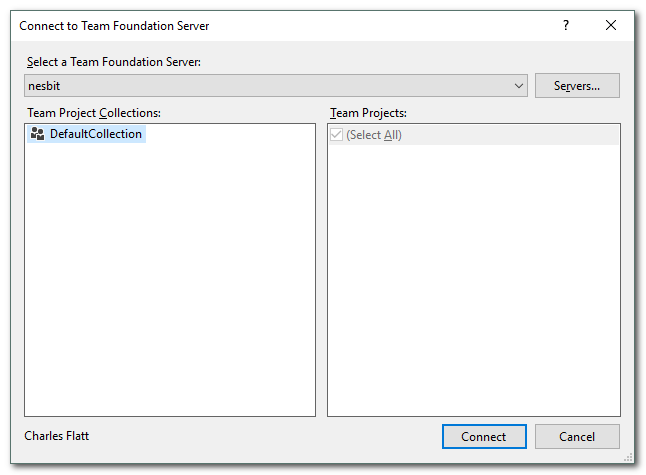 Connect to Team Foundation Server
?
Select a Team Foundation Server:
nesbit
Servers...
Team Project Collections:
Team Projects:
DefaultCollection
(Select All)
Charles Flatt
Connect
Cancel